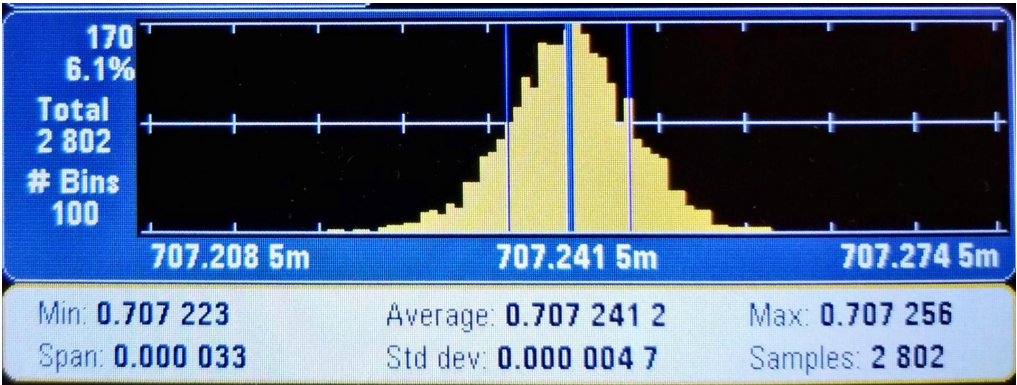 170
6.1%
Total
2 802
# Bins
100
707.208 5m 707.241 5m 707.274 5m
Min: 0.707 223 Average: 0.707 241 2 Max: 0.707 256
Span: 0.000 033 Std dev: 0.000 004 7 Samples: 2 802